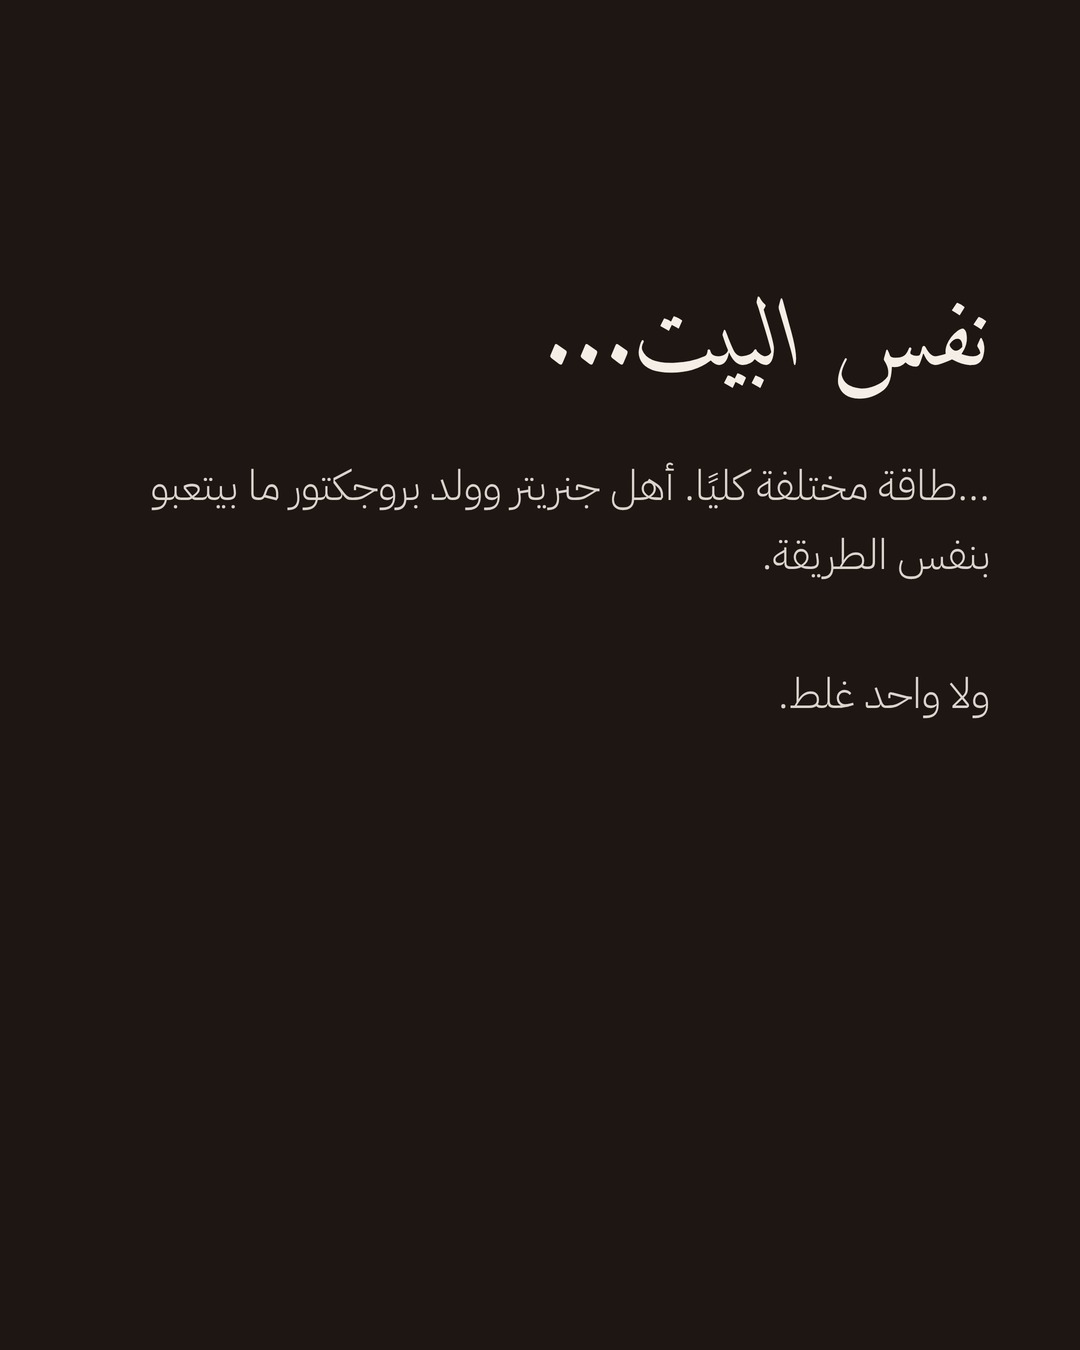 نفس البيت...
...طاقة مختلفة كليًا. أهل جنريتر وولد بروجكتور ما بيتعبو
بنفس الطريقة.
ولا واحد غلط.